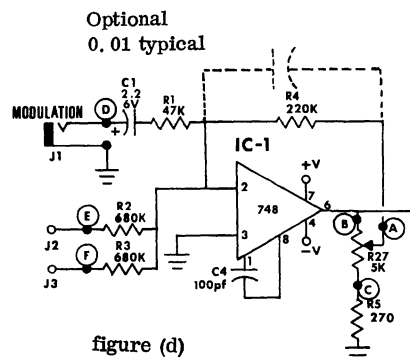 Optional
0.01 typical
MODULATION
D
C1
2.2
6V
+
R1
47K
R4
220K
J1
IC-1
+V
7
2
748
6
3
4
-V
1
8
J2
E
R2
680K
J3
F
R3
680K
C4
100pf
B
A
R27
5K
C
R5
270
figure (d)